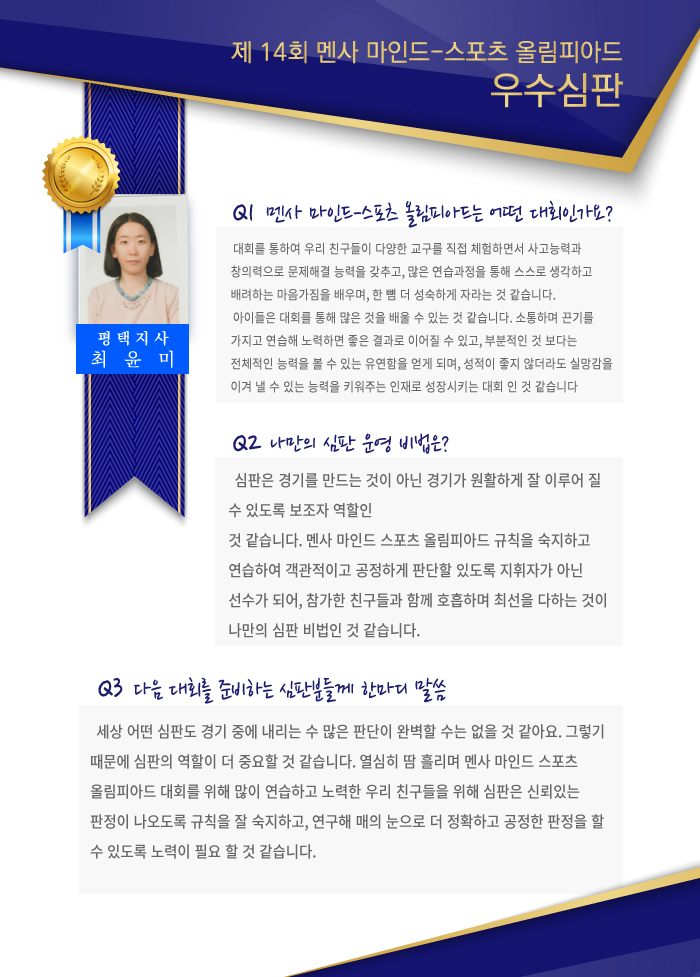 제 14회 멘사 마인드-스포츠 올림피아드
우수심판
평택지사
최 윤 미
Q1 멘사 마인드-스포츠 올림피아드는 어떤 대회인가요?
대회를 통하여 우리 친구들이 다양한 교구를 직접 체험하면서 사고능력과
창의력으로 문제해결 능력을 갖추고, 많은 연습과정을 통해 스스로 생각하고
배려하는 마음가짐을 배우며, 한 뼘 더 성숙하게 자라는 것 같습니다.
아이들은 대회를 통해 많은 것을 배울 수 있는 것 같습니다. 소통하며 끈기를
가지고 연습해 노력하면 좋은 결과로 이어질 수 있고, 부분적인 것 보다는
전체적인 능력을 볼 수 있는 유연함을 얻게 되며, 성적이 좋지 않더라도 실망감을
이겨 낼 수 있는 능력을 키워주는 인재로 성장시키는 대회 인 것 같습니다
Q2 나만의 심판 운영 비법은?
심판은 경기를 만드는 것이 아닌 경기가 원활하게 잘 이루어 질
수 있도록 보조자 역할인
것 같습니다. 멘사 마인드 스포츠 올림피아드 규칙을 숙지하고
연습하여 객관적이고 공정하게 판단할 있도록 지휘자가 아닌
선수가 되어, 참가한 친구들과 함께 호흡하며 최선을 다하는 것이
나만의 심판 비법인 것 같습니다.
Q3 다음 대회를 준비하는 심판분들께 한마디 말씀
세상 어떤 심판도 경기 중에 내리는 수 많은 판단이 완벽할 수는 없을 것 같아요. 그렇기
때문에 심판의 역할이 더 중요할 것 같습니다. 열심히 땀 흘리며 멘사 마인드 스포츠
올림피아드 대회를 위해 많이 연습하고 노력한 우리 친구들을 위해 심판은 신뢰있는
판정이 나오도록 규칙을 잘 숙지하고, 연구해 매의 눈으로 더 정확하고 공정한 판정을 할
수 있도록 노력이 필요 할 것 같습니다.